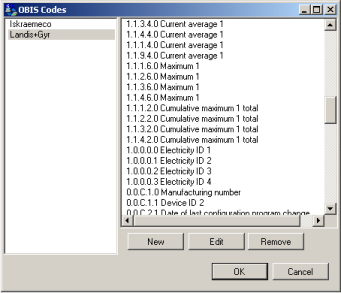 OBIS Codes
Iskraemeco
Landis+Gyr
1.1.3.4.0 Current average 1
1.1.4.4.0 Current average 1
1.1.1.4.0 Current average 1
1.1.9.4.0 Current average 1
1.1.1.6.0 Maximum 1
1.1.2.6.0 Maximum 1
1.1.3.6.0 Maximum 1
1.1.4.6.0 Maximum 1
1.1.1.2.0 Cumulative maximum 1 total
1.1.2.2.0 Cumulative maximum 1 total
1.1.3.2.0 Cumulative maximum 1 total
1.1.4.2.0 Cumulative maximum 1 total
1.0.0.0.0 Electricity ID 1
1.0.0.0.1 Electricity ID 2
1.0.0.0.2 Electricity ID 3
1.0.0.0.3 Electricity ID 4
0.0.C.1.0 Manufacturing number
0.0.C.1.1 Device ID 2
0.0.C.2.1 Date of last configuration program change
New
Edit
Remove
OK
Cancel